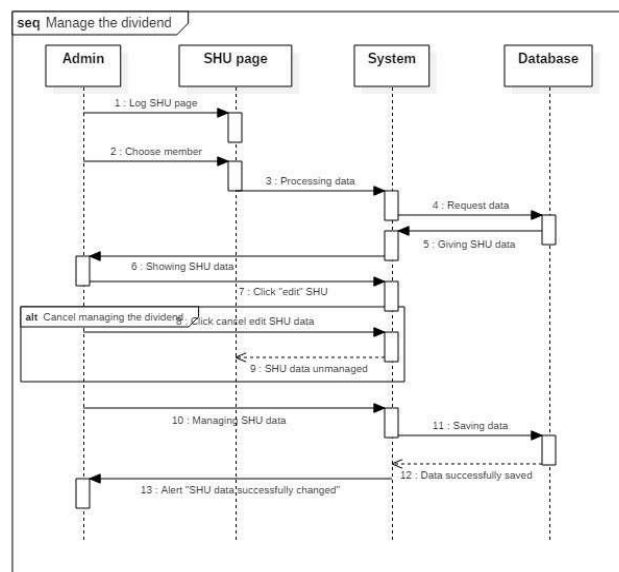 seq Manage the dividend
Admin
SHU page
System
Database
1 : Log SHU page
2 : Choose member
3 : Processing data
4 : Request data
5 : Giving SHU data
6 : Showing SHU data
7 : Click "edit" SHU
alt Cancel managing the dividend
8 : Click cancel edit SHU data
9 : SHU data unmanaged
10 : Managing SHU data
11 : Saving data
12 : Data successfully saved
13 : Alert "SHU data successfully changed"